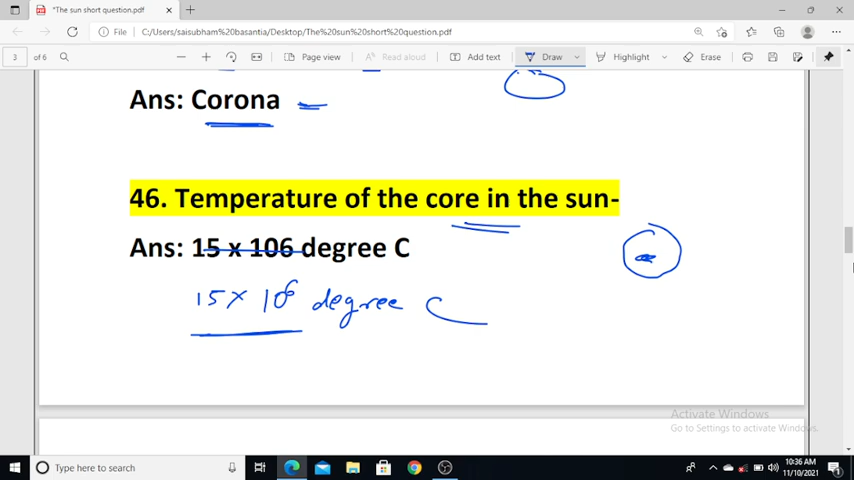 *The sun short question.pdf
File
C:/Users/saisubham%20basantia/Desktop/The%20sun%20short%20question.pdf
3 of 6
Page view
Read aloud
Add text
Draw
Highlight
Erase
Ans: Corona
46. Temperature of the core in the sun-
Ans: 15 x 106 degree C
15 x 10⁶ degree C
Activate Windows
Go to Settings to activate Windows.
Type here to search
10:36 AM
11/10/2021